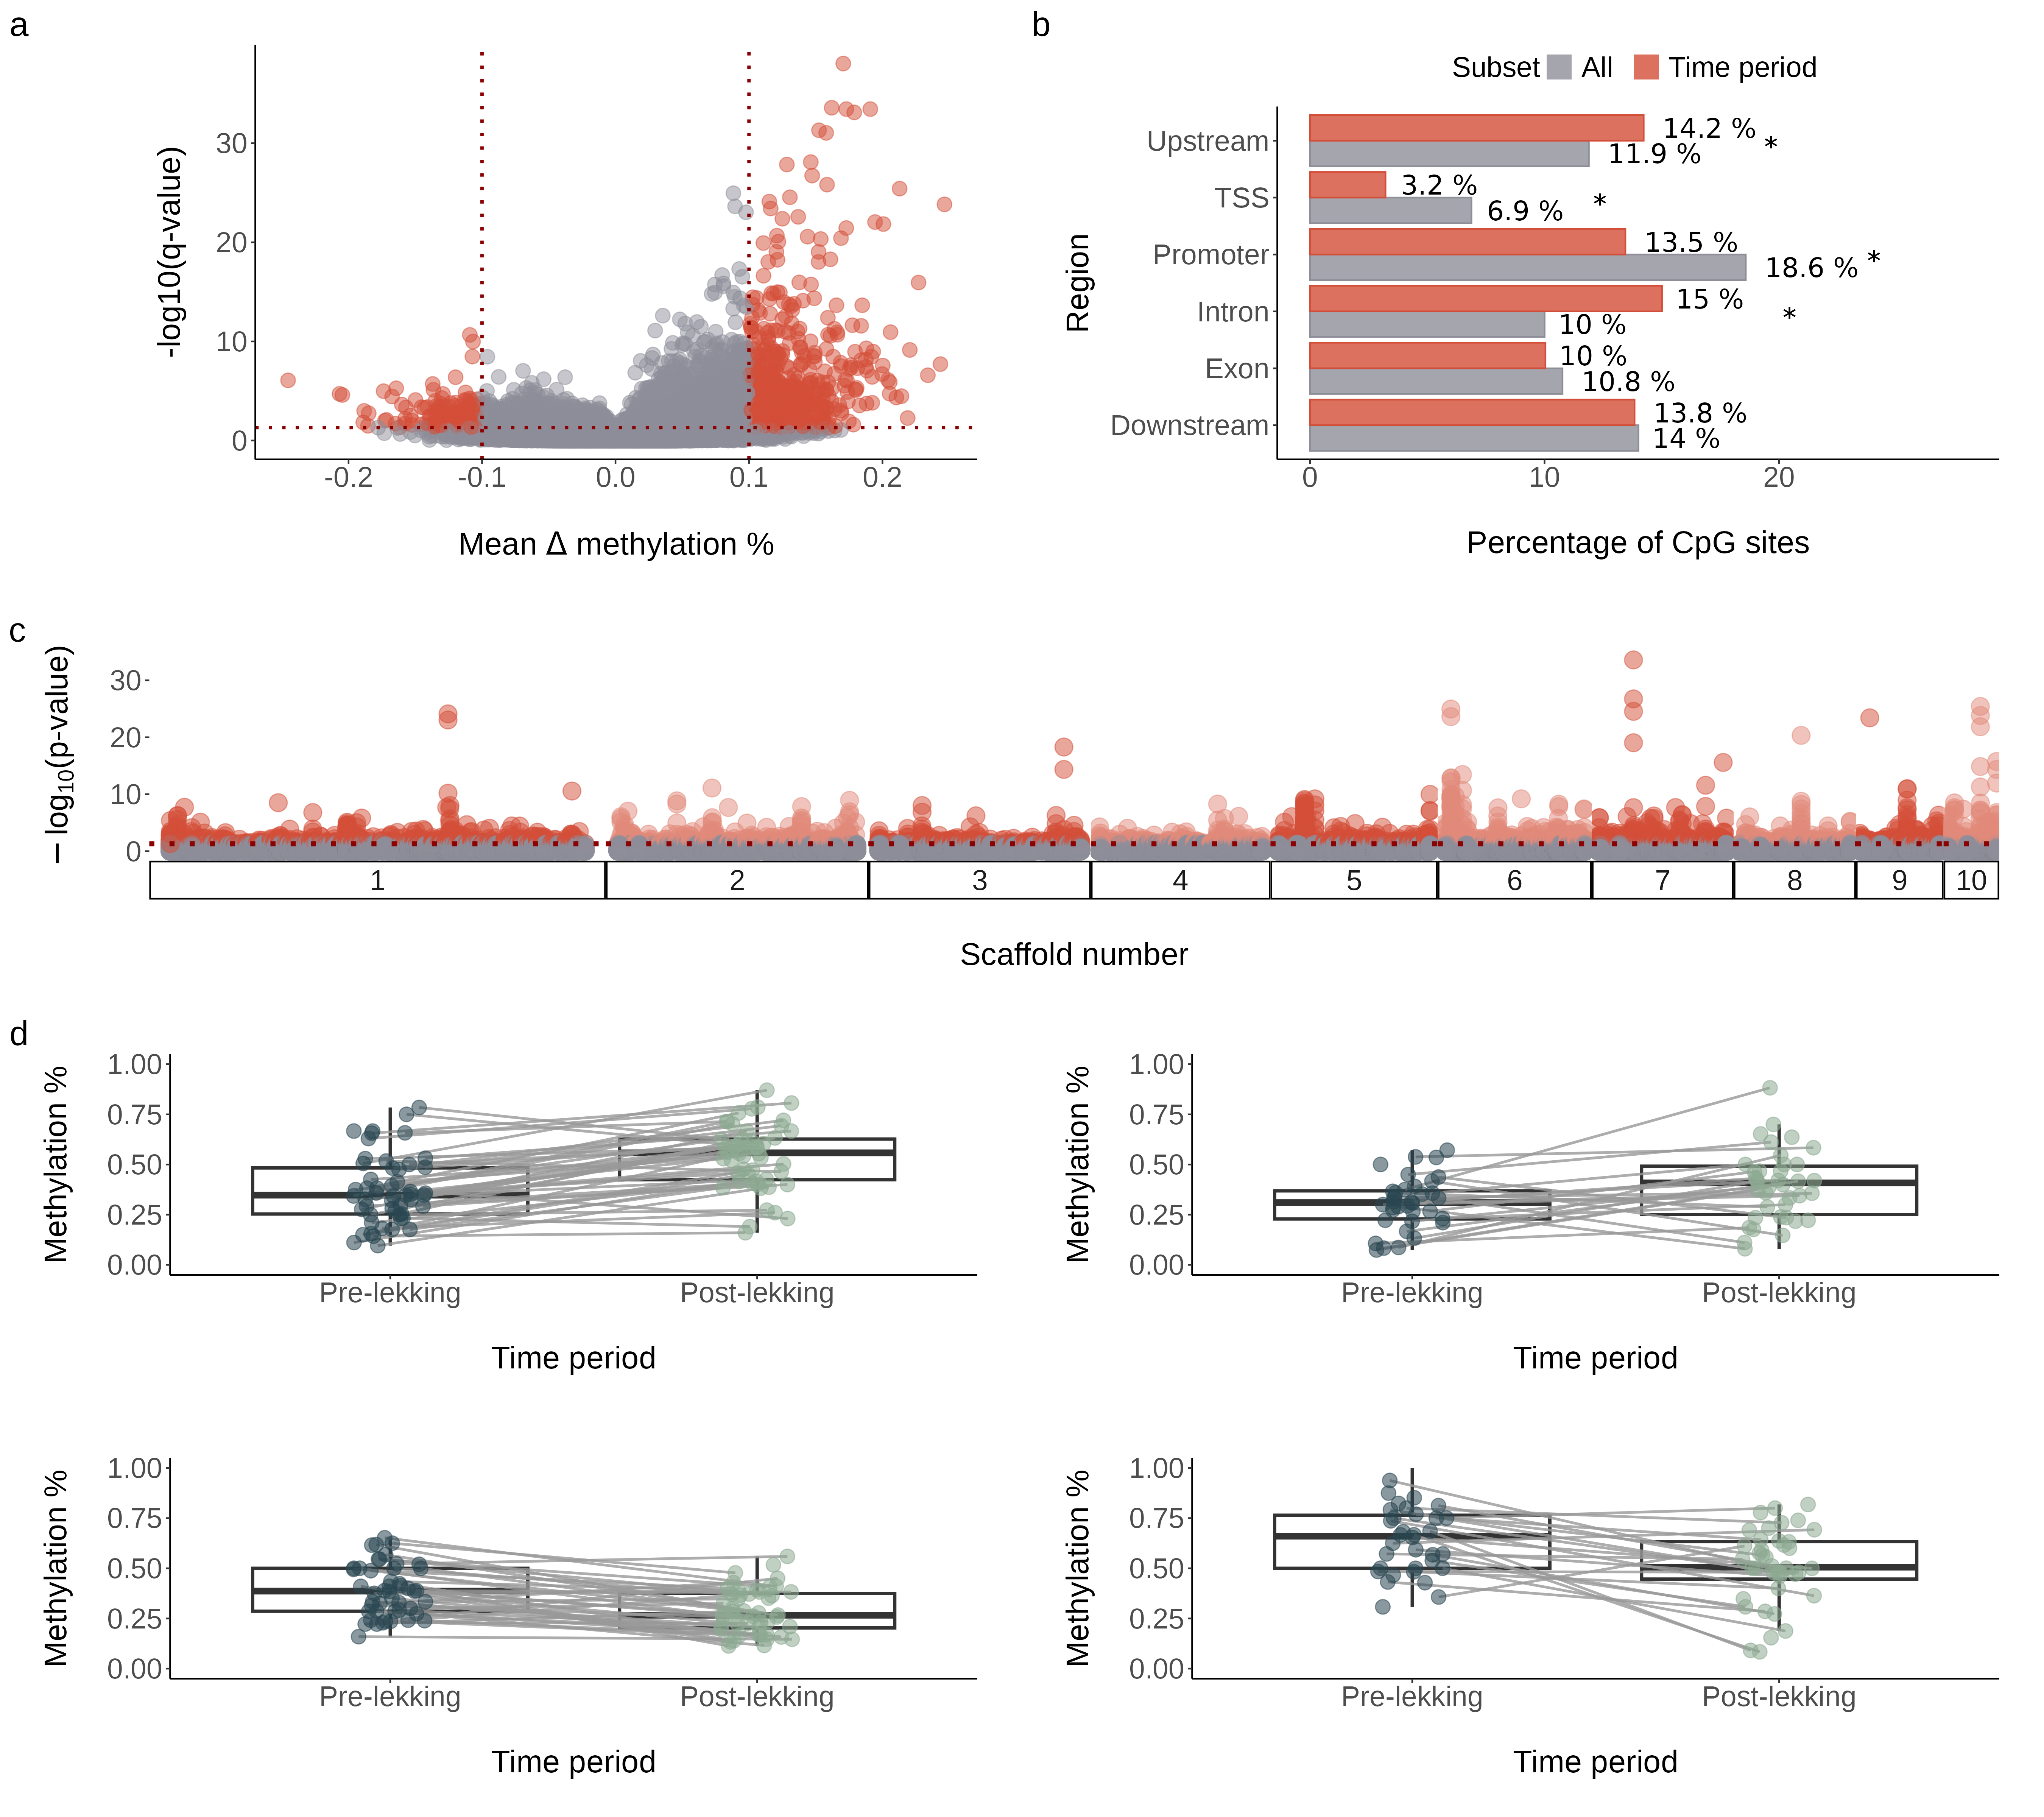 a
-log10(q-value)
30
20
10
0
-0.2 -0.1 0.0 0.1 0.2
Mean Δ methylation %
b
Subset All Time period
Region
Upstream 14.2 % *
11.9 %
TSS 3.2 % *
6.9 %
Promoter 13.5 %
18.6 % *
Intron 15 % *
10 %
Exon 10 %
10.8 %
Downstream 13.8 %
14 %
0 10 20
Percentage of CpG sites
c
− log10(p-value)
30
20
10
0
1 2 3 4 5 6 7 8 9 10
Scaffold number
d
Methylation %
1.00
0.75
0.50
0.25
0.00
Pre-lekking Post-lekking
Time period
Methylation %
1.00
0.75
0.50
0.25
0.00
Pre-lekking Post-lekking
Time period
Methylation %
1.00
0.75
0.50
0.25
0.00
Pre-lekking Post-lekking
Time period
Methylation %
1.00
0.75
0.50
0.25
0.00
Pre-lekking Post-lekking
Time period